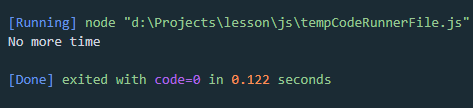 [Running] node "d:\Projects\lesson\js\tempCodeRunnerFile.js"
No more time
[Done] exited with code=0 in 0.122 seconds